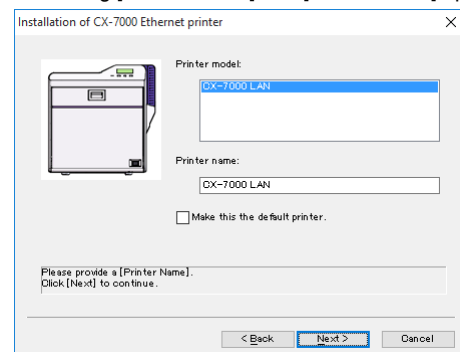 Installation of CX-7000 Ethernet printer
Printer model:
CX-7000 LAN
Printer name:
CX-7000 LAN
Make this the default printer.
Please provide a [Printer Name].
Click [Next] to continue.
< Back
Next >
Cancel